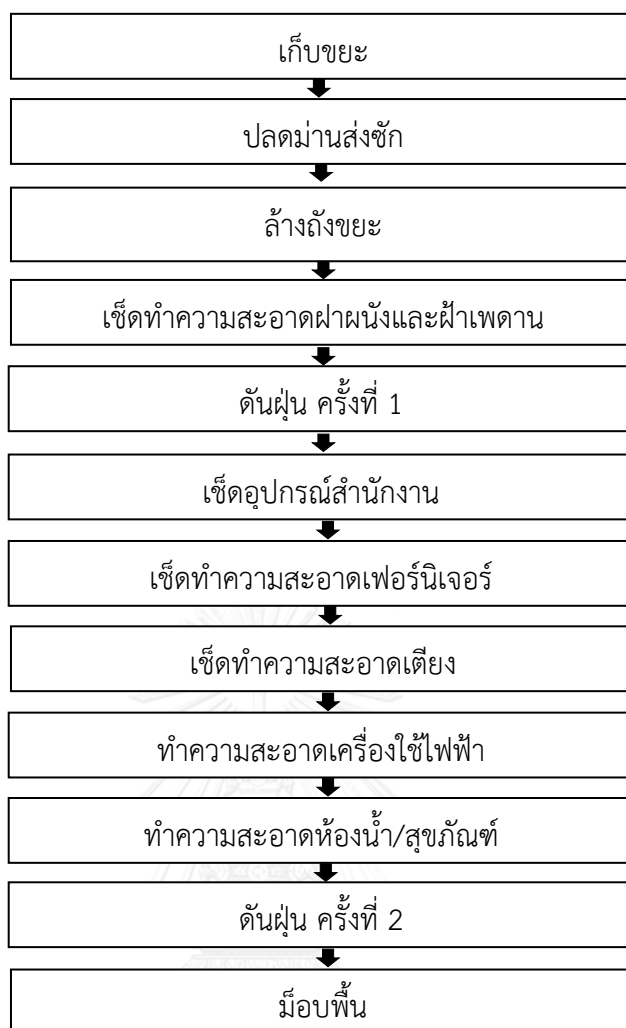 เก็บขยะ
ปลดม่านส่งซัก
ล้างถังขยะ
เช็ดทำความสะอาดฝาผนังและฝ้าเพดาน
ดันฝุ่น ครั้งที่ 1
เช็ดอุปกรณ์สำนักงาน
เช็ดทำความสะอาดเฟอร์นิเจอร์
เช็ดทำความสะอาดเตียง
ทำความสะอาดเครื่องใช้ไฟฟ้า
ทำความสะอาดห้องน้ำ/สุขภัณฑ์
ดันฝุ่น ครั้งที่ 2
ม็อบพื้น